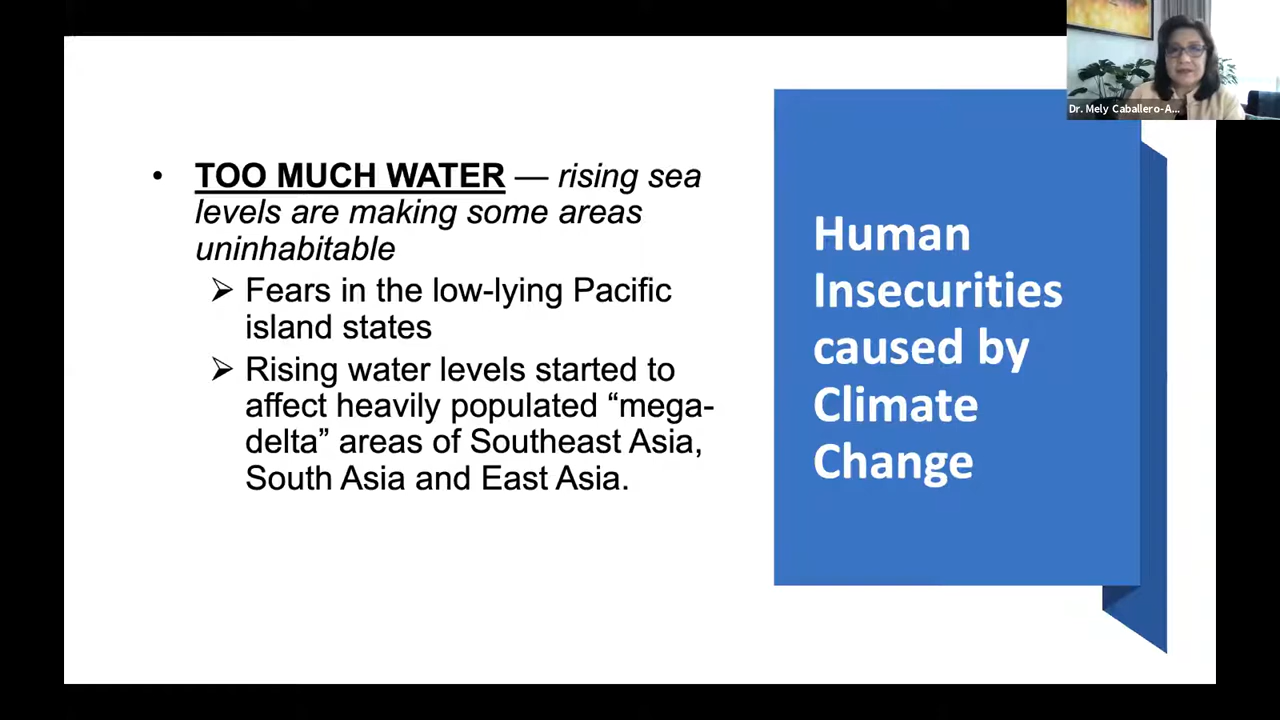 • TOO MUCH WATER — rising sea
levels are making some areas
uninhabitable
➢ Fears in the low-lying Pacific
island states
➢ Rising water levels started to
affect heavily populated “mega-
delta” areas of Southeast Asia,
South Asia and East Asia.
Human
Insecurities
caused by
Climate
Change
Dr. Mely Caballero-A...